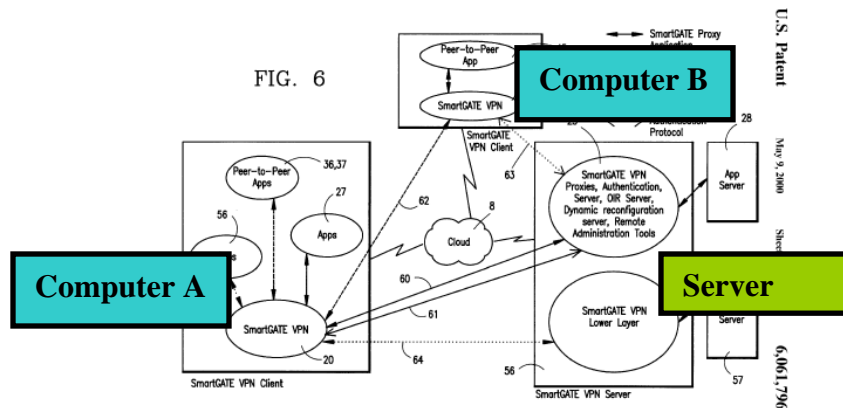 U.S. Patent
May 9, 2000
6,061,796
FIG. 6
SmartGATE Proxy
Peer-to-Peer
App
SmartGATE VPN
Computer B
SmartGATE
VPN Client
Protocol
63
28
App
Server
36,37
Peer-to-Peer
Apps
27
Apps
56
62
8
Cloud
SmartGATE VPN
Proxies, Authentication,
Server, OIR Server,
Dynamic reconfiguration
server, Remote
Administration Tools
Computer A
60
61
Server
SmartGATE VPN
20
SmartGATE VPN
Lower Layer
Server
64
56
57
SmartGATE VPN Client
SmartGATE VPN Server